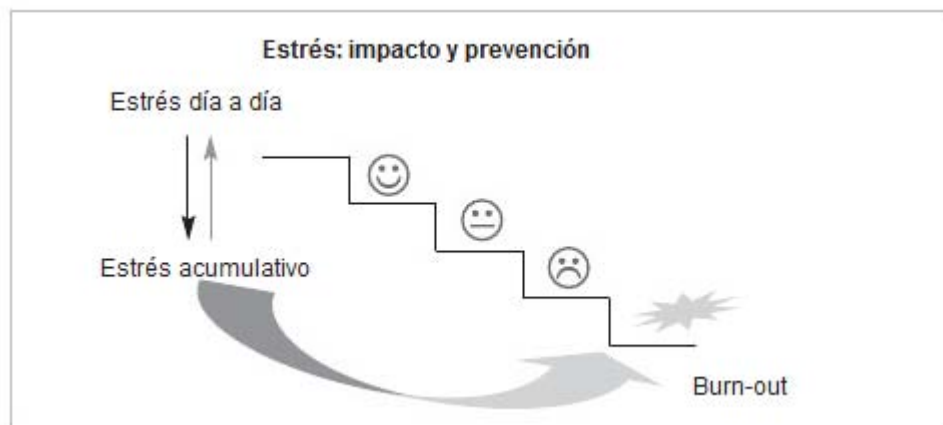 Estrés: impacto y prevención
Estrés día a día
Estrés acumulativo
Burn-out